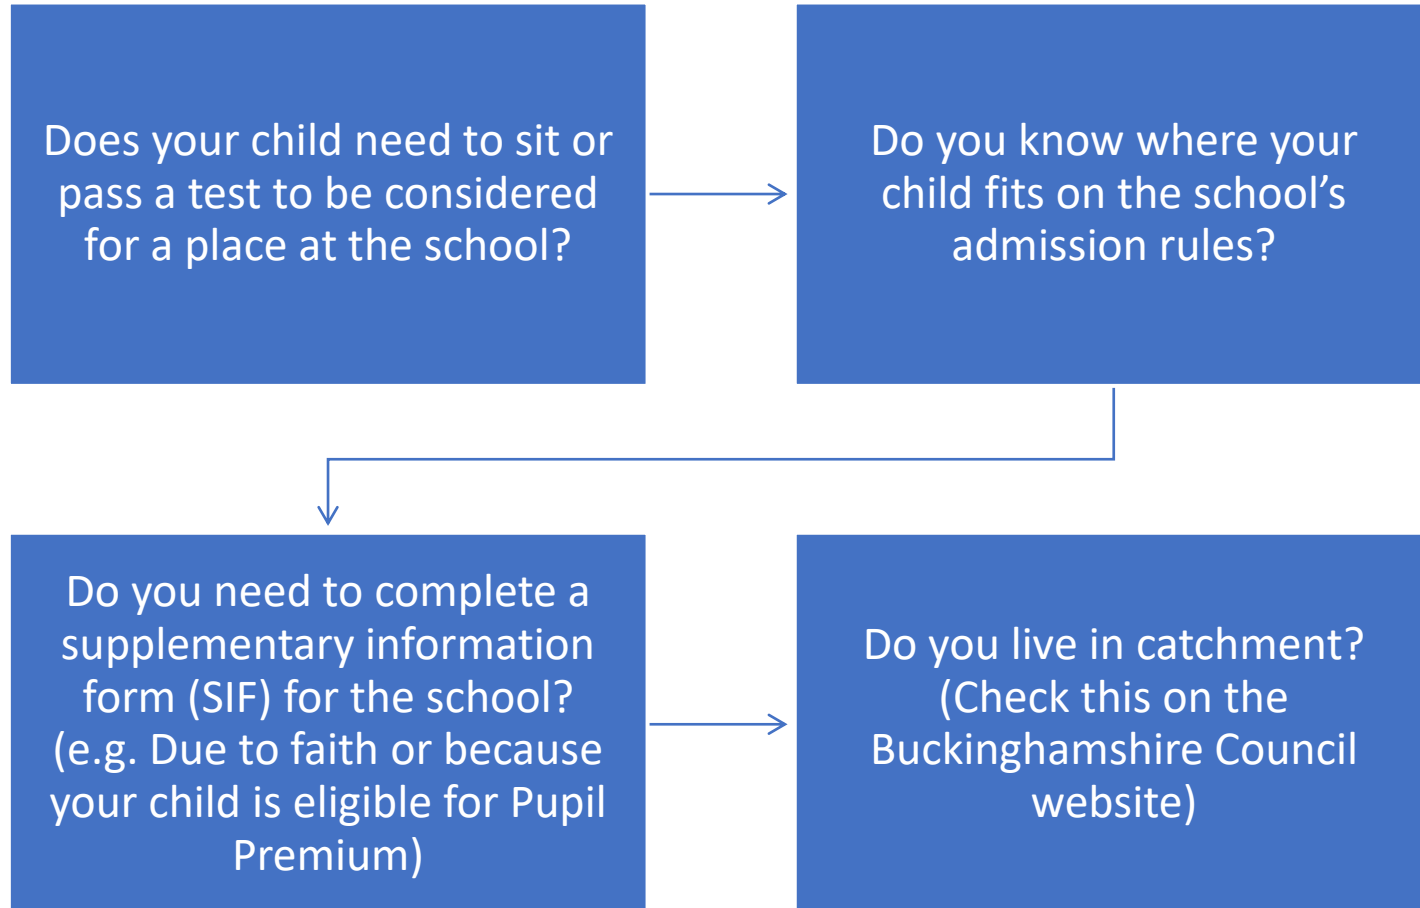 Does your child need to sit or
pass a test to be considered
for a place at the school?
Do you know where your
child fits on the school’s
admission rules?
Do you need to complete a
supplementary information
form (SIF) for the school?
(e.g. Due to faith or because
your child is eligible for Pupil
Premium)
Do you live in catchment?
(Check this on the
Buckinghamshire Council
website)